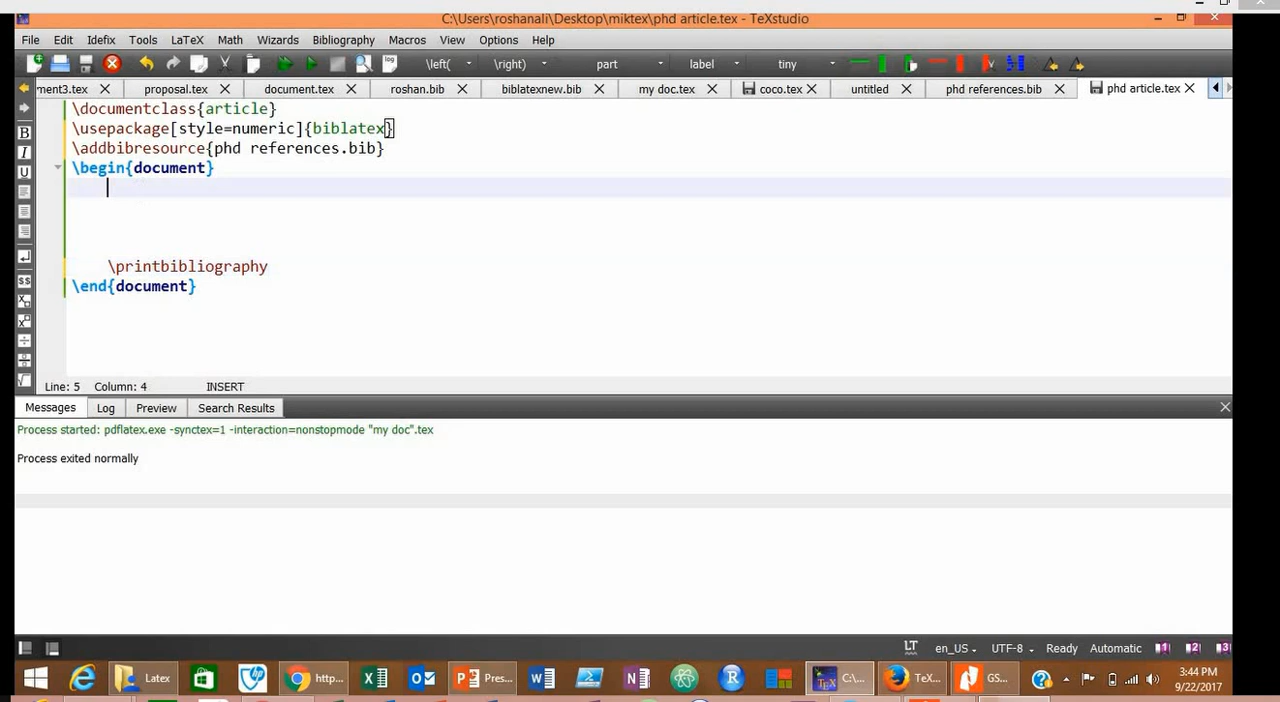 C:\Users\roshanali\Desktop\miktex\phd article.tex - TeXstudio
File Edit Idefix Tools LaTeX Math Wizards Bibliography Macros View Options Help
\left( \right) part label tiny
ment3.tex proposal.tex document.tex roshan.bib biblatexnew.bib my doc.tex coco.tex untitled phd references.bib phd article.tex
\documentclass{article}
\usepackage[style=numeric]{biblatex}
\addbibresource{phd references.bib}
\begin{document}
\printbibliography
\end{document}
Line: 5 Column: 4 INSERT
Messages Log Preview Search Results
Process started: pdflatex.exe -synctex=1 -interaction=nonstopmode "my doc".tex
Process exited normally
LT en_US UTF-8 Ready Automatic 1 2 3
Latex http... Pres... C:\... TeX... GS... 3:44 PM
9/22/2017